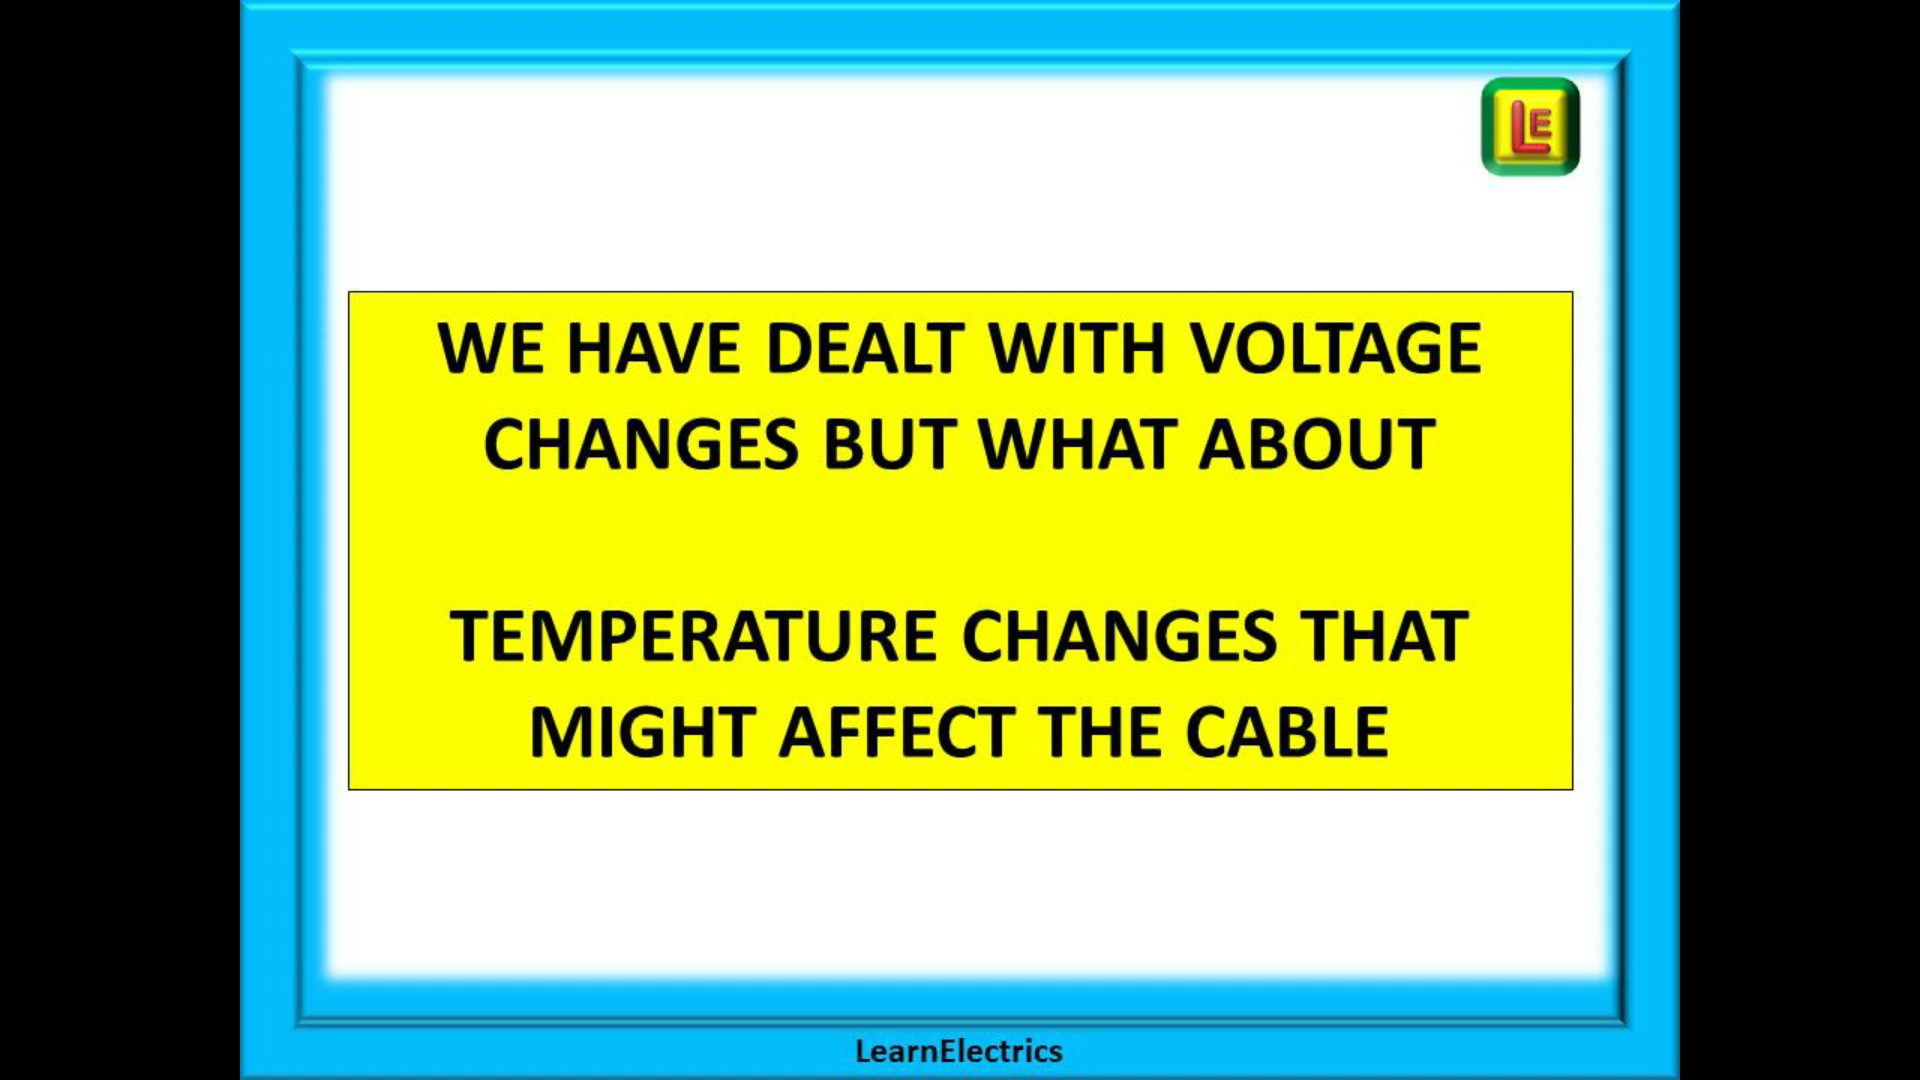 LE
WE HAVE DEALT WITH VOLTAGE
CHANGES BUT WHAT ABOUT
TEMPERATURE CHANGES THAT
MIGHT AFFECT THE CABLE
LearnElectrics